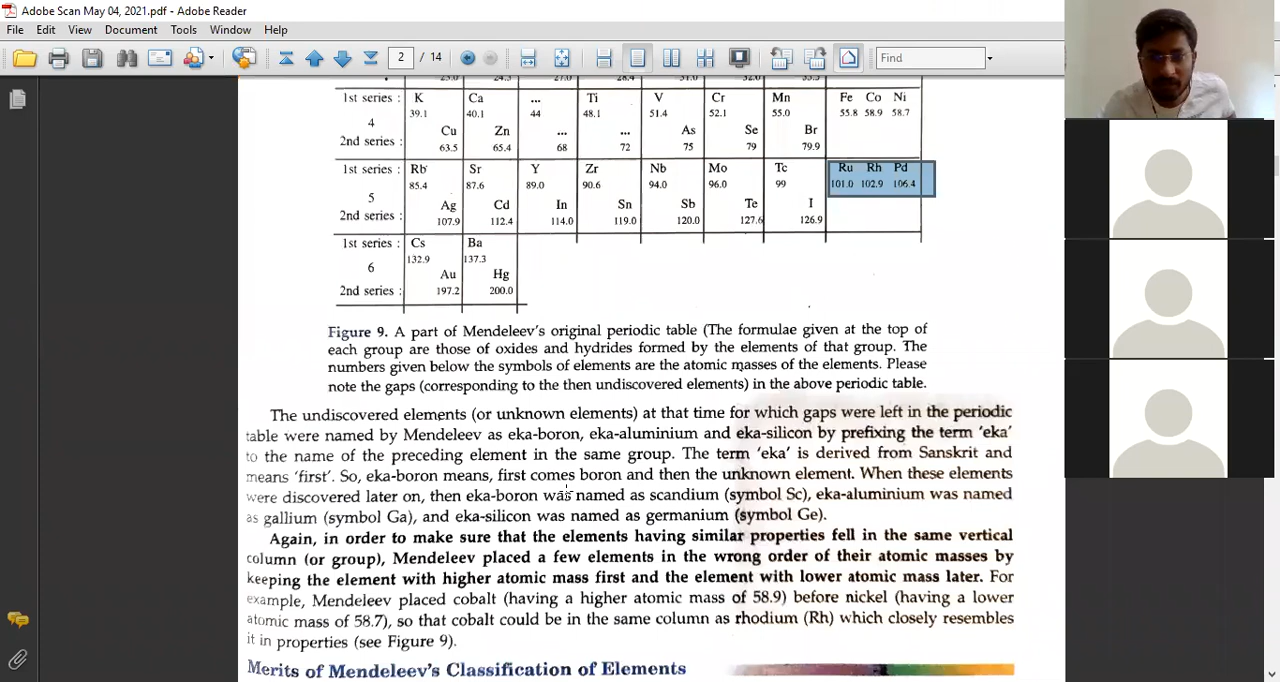 Adobe Scan May 04, 2021.pdf - Adobe Reader
File Edit View Document Tools Window Help
2 / 14 Find
1st series : K Ca ... Ti V Cr Mn Fe Co Ni
39.1 40.1 44 48.1 51.4 52.1 55.0 55.8 58.9 58.7
4
Cu Zn ... ... As Se Br
2nd series : 63.5 65.4 68 72 75 79 79.9
1st series : Rb Sr Y Zr Nb Mo Tc Ru Rh Pd
85.4 87.6 89.0 90.6 94.0 96.0 99 101.0 102.9 106.4
5
Ag Cd In Sn Sb Te I
2nd series : 107.9 112.4 114.0 119.0 120.0 127.6 126.9
1st series : Cs Ba
132.9 137.3
6
Au Hg
2nd series : 197.2 200.0
Figure 9. A part of Mendeleev's original periodic table (The formulae given at the top of
each group are those of oxides and hydrides formed by the elements of that group. The
numbers given below the symbols of elements are the atomic masses of the elements. Please
note the gaps (corresponding to the then undiscovered elements) in the above periodic table.
The undiscovered elements (or unknown elements) at that time for which gaps were left in the periodic
table were named by Mendeleev as eka-boron, eka-aluminium and eka-silicon by prefixing the term 'eka'
to the name of the preceding element in the same group. The term 'eka' is derived from Sanskrit and
means 'first'. So, eka-boron means, first comes boron and then the unknown element. When these elements
were discovered later on, then eka-boron was named as scandium (symbol Sc), eka-aluminium was named
as gallium (symbol Ga), and eka-silicon was named as germanium (symbol Ge).
Again, in order to make sure that the elements having similar properties fell in the same vertical
column (or group), Mendeleev placed a few elements in the wrong order of their atomic masses by
keeping the element with higher atomic mass first and the element with lower atomic mass later. For
example, Mendeleev placed cobalt (having a higher atomic mass of 58.9) before nickel (having a lower
atomic mass of 58.7), so that cobalt could be in the same column as rhodium (Rh) which closely resembles
it in properties (see Figure 9).
Merits of Mendeleev's Classification of Elements